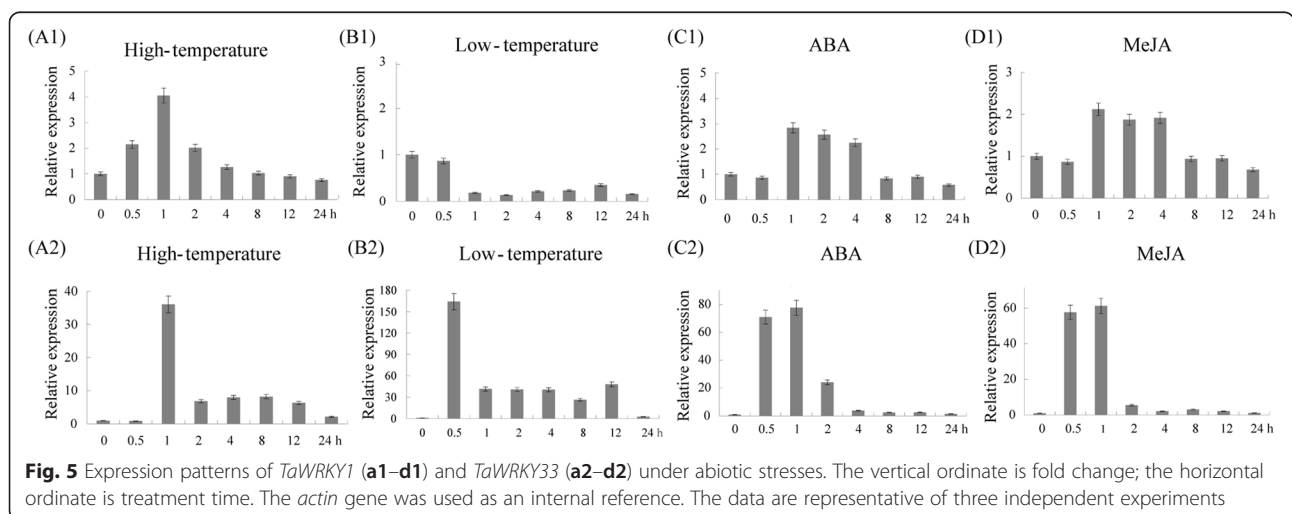 (A1)
High-temperature
Relative expression
5
4
3
2
1
0
0 0.5 1 2 4 8 12 24 h
(B1)
Low-temperature
Relative expression
3
2
1
0
0 0.5 1 2 4 8 12 24 h
(C1)
ABA
Relative expression
5
4
3
2
1
0
0 0.5 1 2 4 8 12 24 h
(D1)
MeJA
Relative expression
3
2
1
0
0 0.5 1 2 4 8 12 24 h
(A2)
High-temperature
Relative expression
40
30
20
10
0
0 0.5 1 2 4 8 12 24 h
(B2)
Low-temperature
Relative expression
180
150
120
90
60
30
0
0 0.5 1 2 4 8 12 24 h
(C2)
ABA
Relative expression
80
60
40
20
0
0 0.5 1 2 4 8 12 24 h
(D2)
MeJA
Relative expression
60
40
20
0
0 0.5 1 2 4 8 12 24 h
Fig. 5 Expression patterns of TaWRKY1 (a1–d1) and TaWRKY33 (a2–d2) under abiotic stresses. The vertical ordinate is fold change; the horizontal
ordinate is treatment time. The actin gene was used as an internal reference. The data are representative of three independent experiments